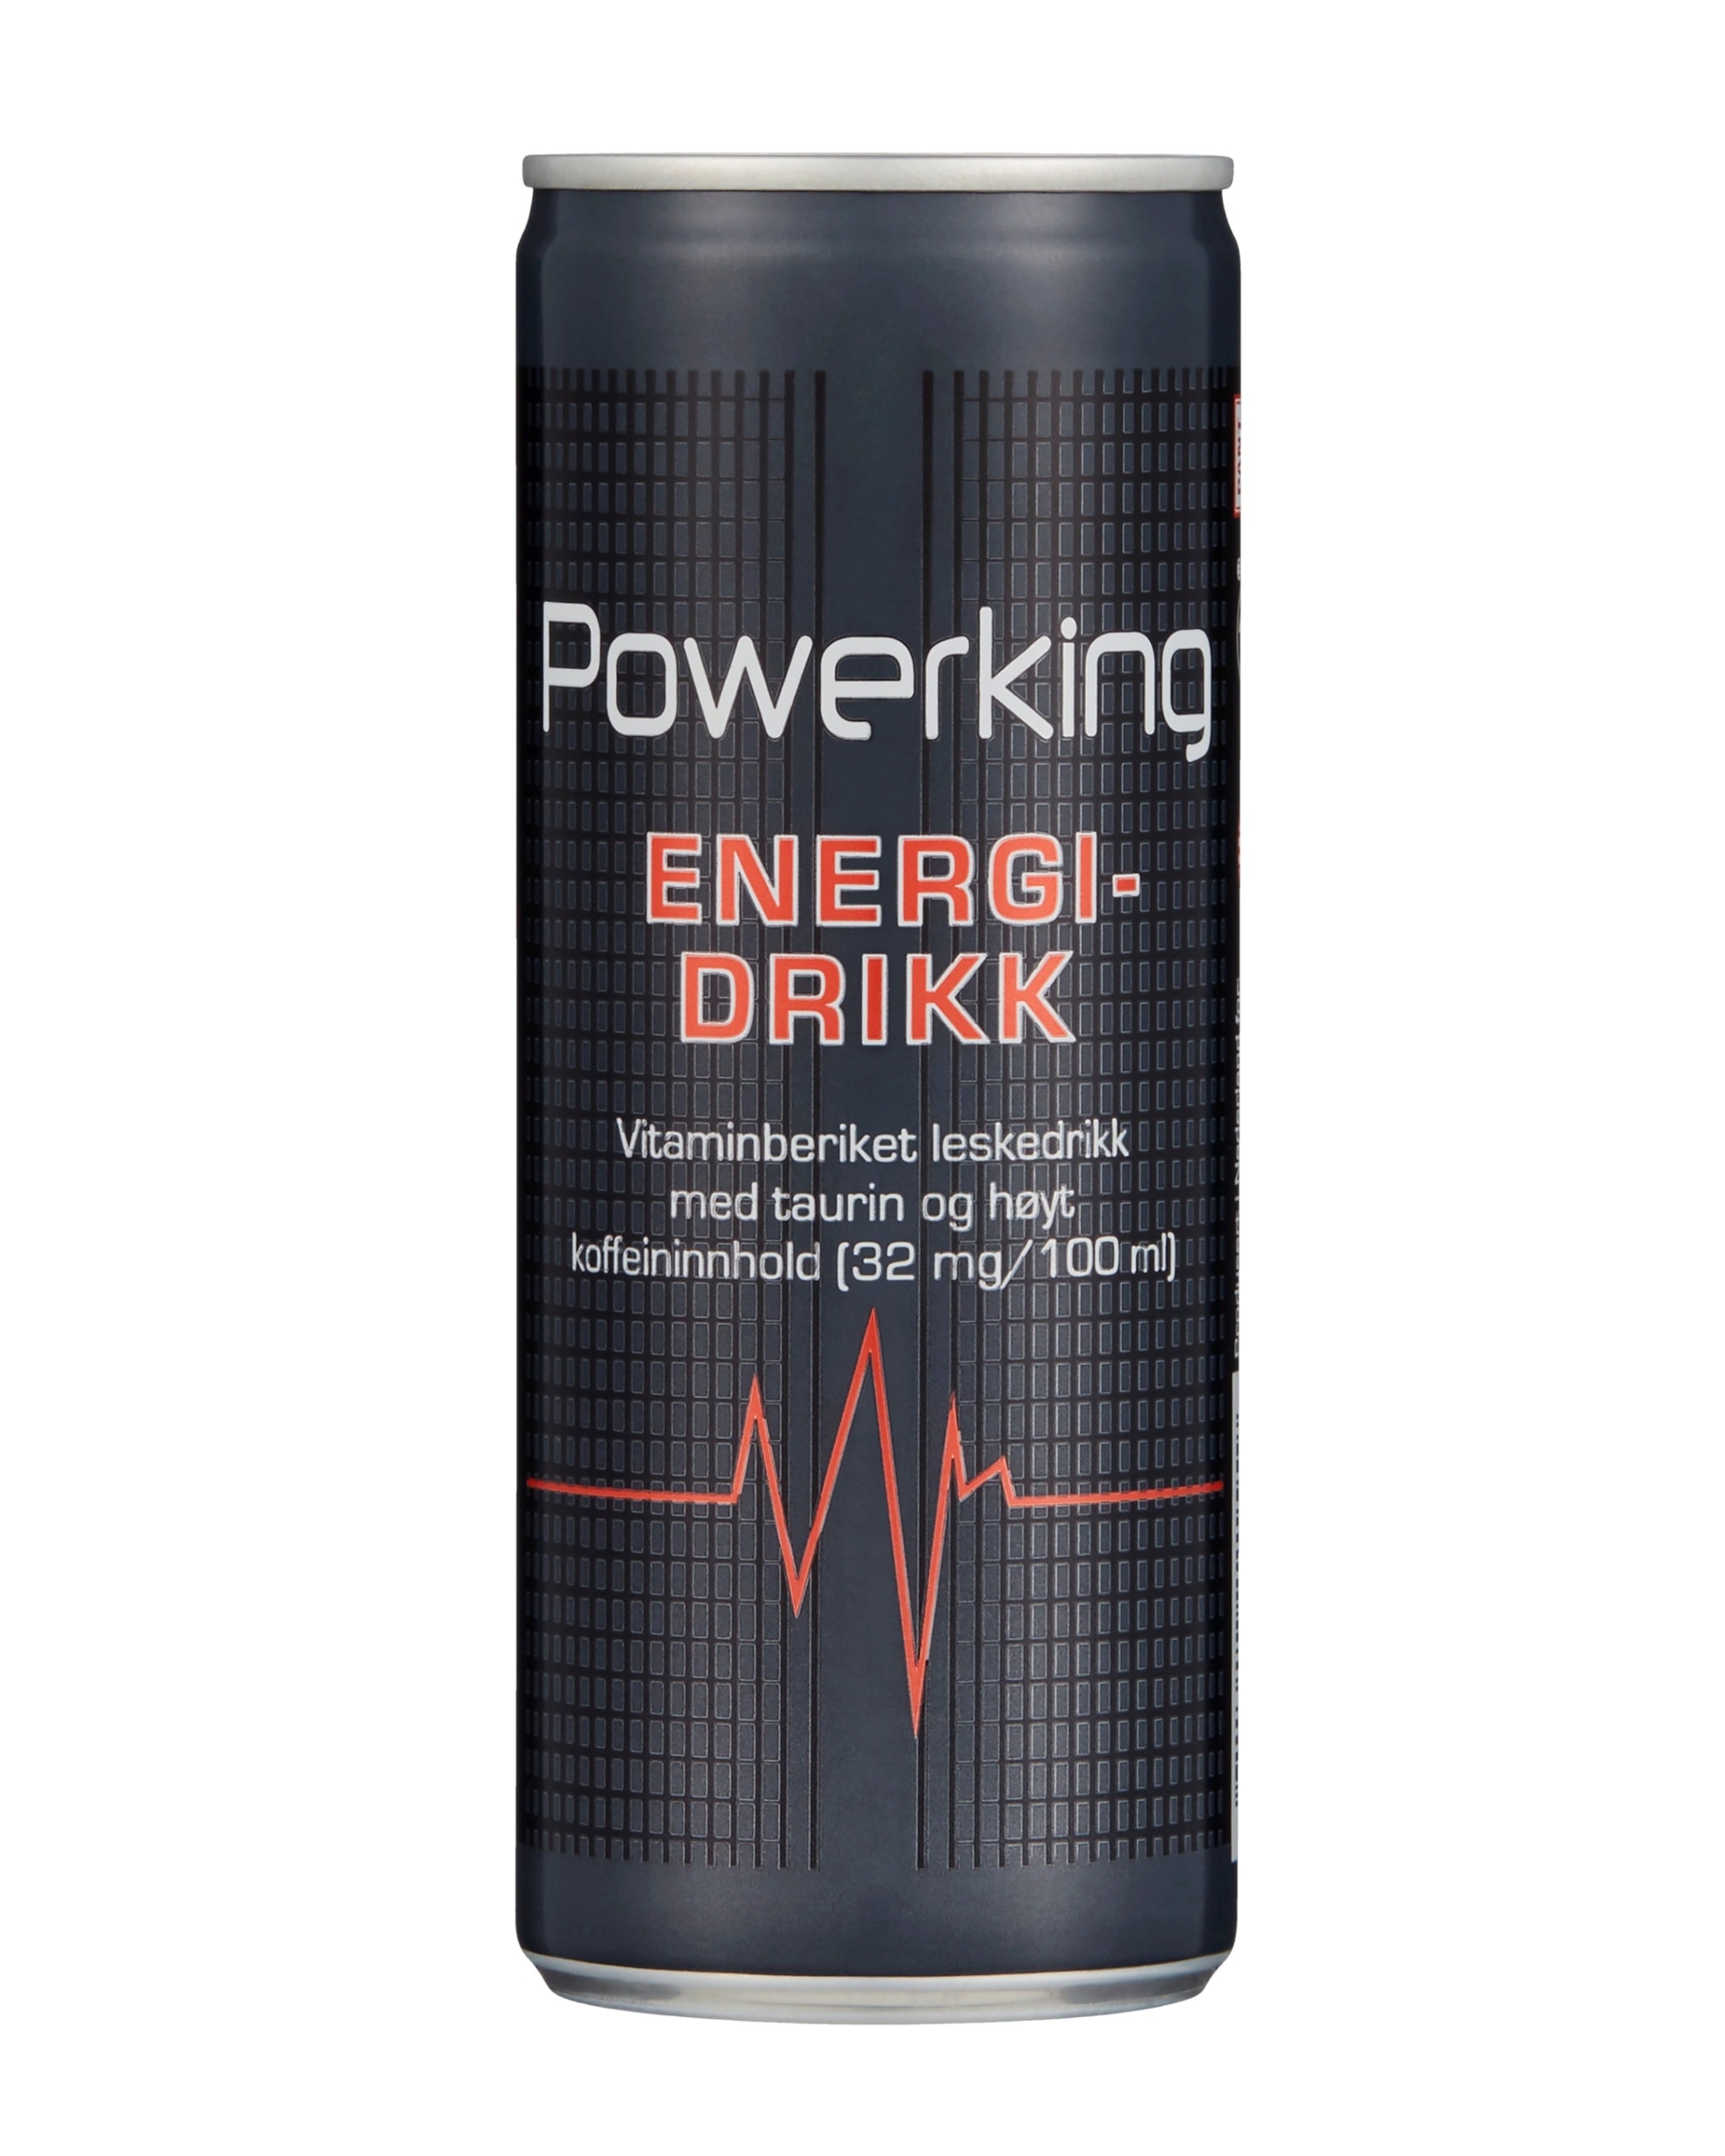 Powerking
ENERGI-
DRIKK
Vitaminberiket leskedrikk
med taurin og høyt
koffeininnhold (32 mg/100 ml)